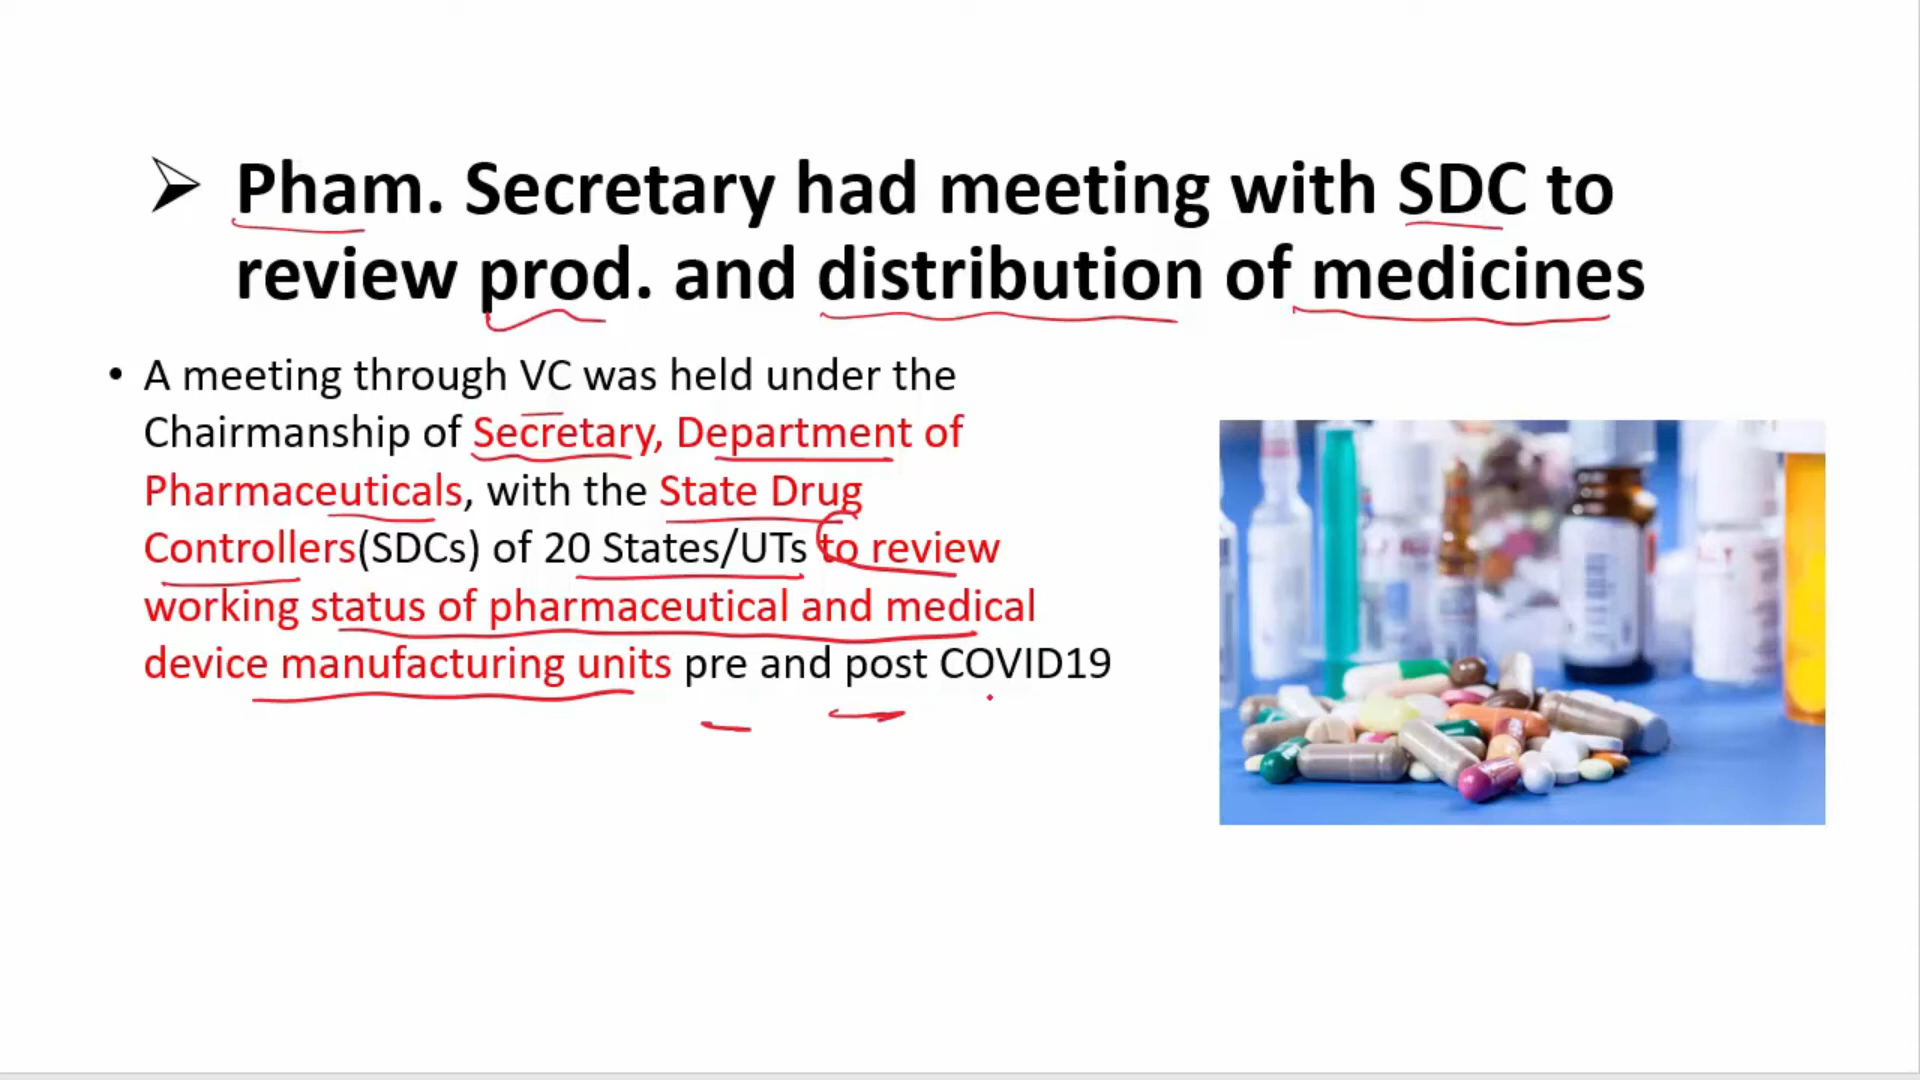 Pham. Secretary had meeting with SDC to
review prod. and distribution of medicines
• A meeting through VC was held under the
Chairmanship of Secretary, Department of
Pharmaceuticals, with the State Drug
Controllers(SDCs) of 20 States/UTs to review
working status of pharmaceutical and medical
device manufacturing units pre and post COVID19